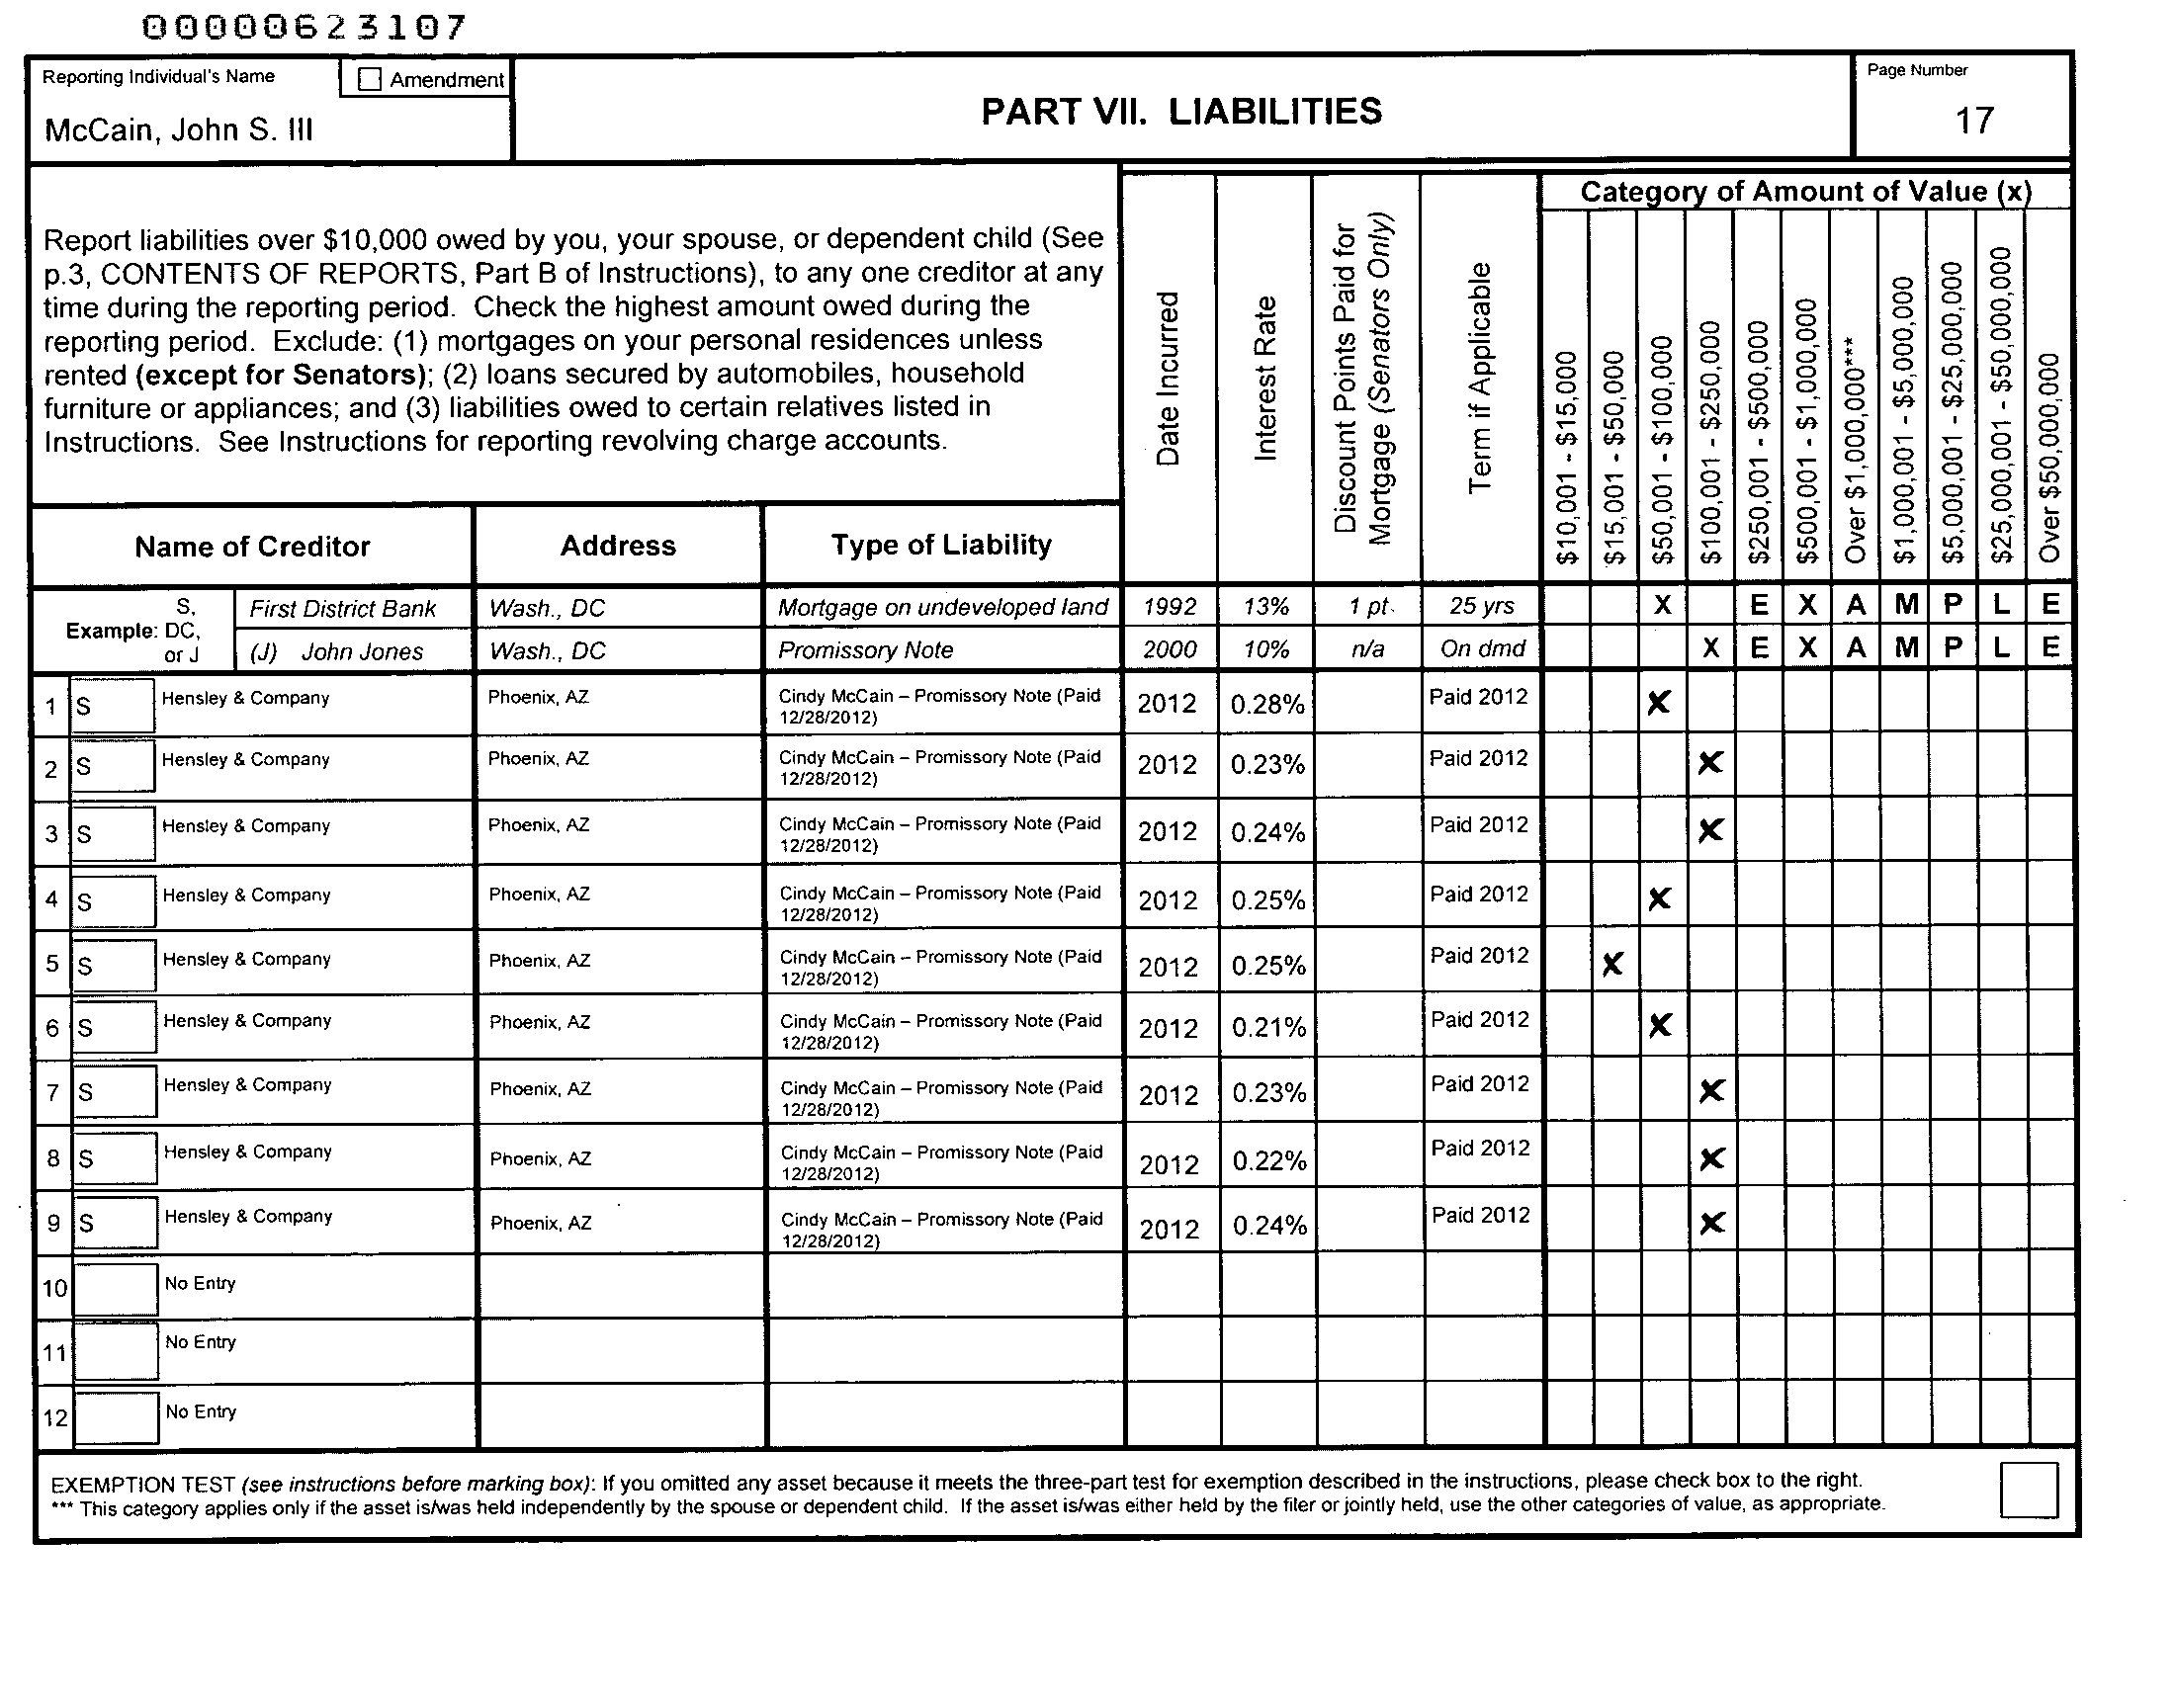 00000623107
Reporting Individual's Name
Amendment
McCain, John S. III
PART VII. LIABILITIES
Page Number
17
Report liabilities over $10,000 owed by you, your spouse, or dependent child (See
p.3, CONTENTS OF REPORTS, Part B of Instructions), to any one creditor at any
time during the reporting period. Check the highest amount owed during the
reporting period. Exclude: (1) mortgages on your personal residences unless
rented (except for Senators); (2) loans secured by automobiles, household
furniture or appliances; and (3) liabilities owed to certain relatives listed in
Instructions. See Instructions for reporting revolving charge accounts.
Name of Creditor
Address
Type of Liability
Date Incurred
Interest Rate
Discount Points Paid for
Mortgage (Senators Only)
Term if Applicable
Category of Amount of Value (x)
$10,001 - $15,000
$15,001 - $50,000
$50,001 - $100,000
$100,001 - $250,000
$250,001 - $500,000
$500,001 - $1,000,000
Over $1,000,000***
$1,000,001 - $5,000,000
$5,000,001 - $25,000,000
$25,000,001 - $50,000,000
Over $50,000,000
Example: S, DC, or J
First District Bank Wash., DC Mortgage on undeveloped land 1992 13% 1 pt. 25 yrs X E X A M P L E
(J) John Jones Wash., DC Promissory Note 2000 10% n/a On dmd X E X A M P L E
1 S Hensley & Company Phoenix, AZ Cindy McCain – Promissory Note (Paid 2012 0.28% Paid 2012 X
12/28/2012)
2 S Hensley & Company Phoenix, AZ Cindy McCain – Promissory Note (Paid 2012 0.23% Paid 2012 X
12/28/2012)
3 S Hensley & Company Phoenix, AZ Cindy McCain – Promissory Note (Paid 2012 0.24% Paid 2012 X
12/28/2012)
4 S Hensley & Company Phoenix, AZ Cindy McCain – Promissory Note (Paid 2012 0.25% Paid 2012 X
12/28/2012)
5 S Hensley & Company Phoenix, AZ Cindy McCain – Promissory Note (Paid 2012 0.25% Paid 2012 X
12/28/2012)
6 S Hensley & Company Phoenix, AZ Cindy McCain – Promissory Note (Paid 2012 0.21% Paid 2012 X
12/28/2012)
7 S Hensley & Company Phoenix, AZ Cindy McCain – Promissory Note (Paid 2012 0.23% Paid 2012 X
12/28/2012)
8 S Hensley & Company Phoenix, AZ Cindy McCain – Promissory Note (Paid 2012 0.22% Paid 2012 X
12/28/2012)
9 S Hensley & Company Phoenix, AZ Cindy McCain – Promissory Note (Paid 2012 0.24% Paid 2012 X
12/28/2012)
10 No Entry
11 No Entry
12 No Entry
EXEMPTION TEST (see instructions before marking box): If you omitted any asset because it meets the three-part test for exemption described in the instructions, please check box to the right.
*** This category applies only if the asset is/was held independently by the spouse or dependent child. If the asset is/was either held by the filer or jointly held, use the other categories of value, as appropriate.